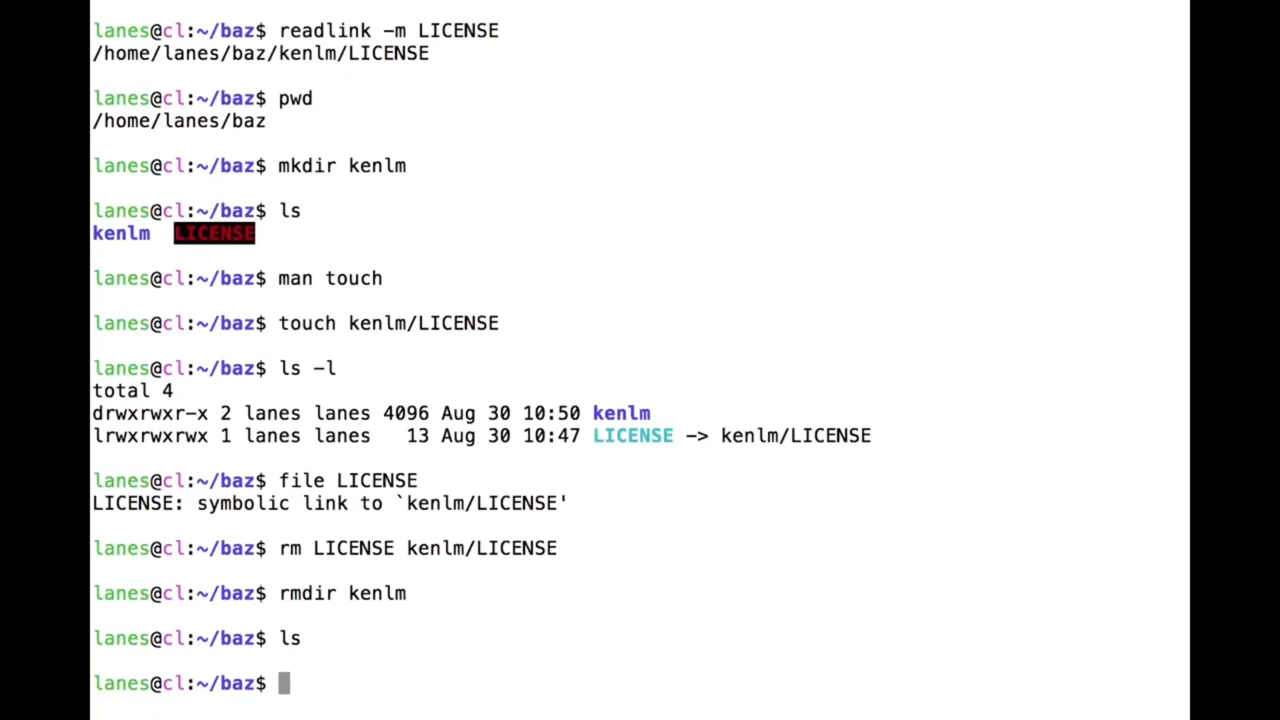 lanes@cl:~/baz$ readlink -m LICENSE
/home/lanes/baz/kenlm/LICENSE
lanes@cl:~/baz$ pwd
/home/lanes/baz
lanes@cl:~/baz$ mkdir kenlm
lanes@cl:~/baz$ ls
kenlm  LICENSE
lanes@cl:~/baz$ man touch
lanes@cl:~/baz$ touch kenlm/LICENSE
lanes@cl:~/baz$ ls -l
total 4
drwxrwxr-x 2 lanes lanes 4096 Aug 30 10:50 kenlm
lrwxrwxrwx 1 lanes lanes   13 Aug 30 10:47 LICENSE -> kenlm/LICENSE
lanes@cl:~/baz$ file LICENSE
LICENSE: symbolic link to `kenlm/LICENSE'
lanes@cl:~/baz$ rm LICENSE kenlm/LICENSE
lanes@cl:~/baz$ rmdir kenlm
lanes@cl:~/baz$ ls
lanes@cl:~/baz$